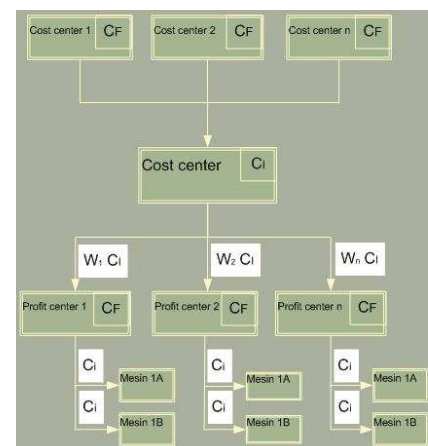 Cost center 1 CF Cost center 2 CF Cost center n CF
Cost center CI
W1 CI W2 CI Wn CI
Profit center 1 CF Profit center 2 CF Profit center n CF
Ci Ci Ci
Mesin 1A Mesin 1A Mesin 1A
Ci Ci Ci
Mesin 1B Mesin 1B Mesin 1B